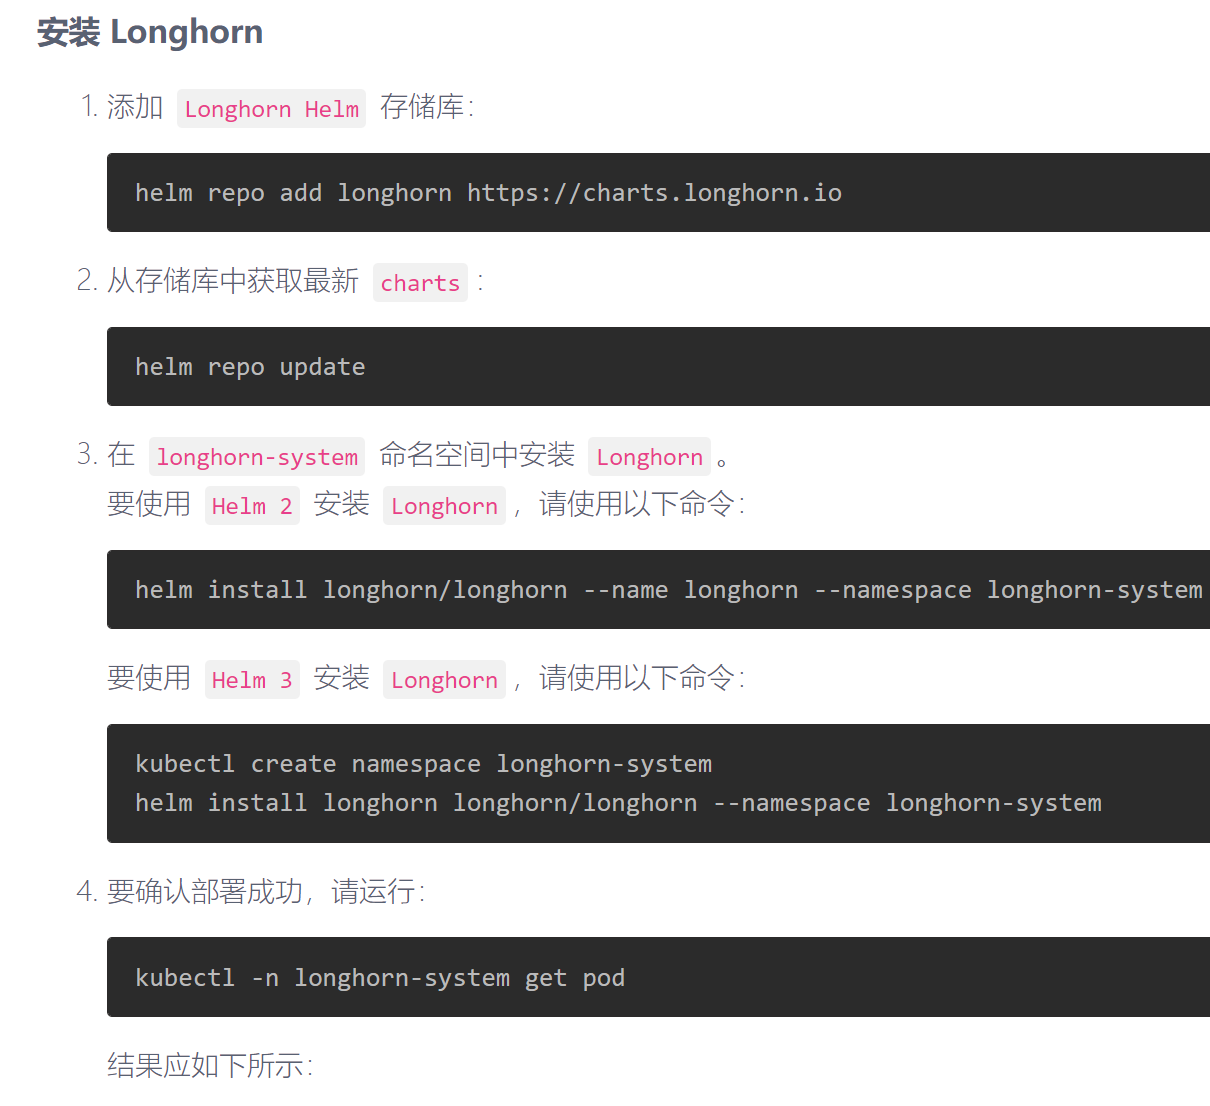 安装 Longhorn
1. 添加 Longhorn Helm 存储库：
helm repo add longhorn https://charts.longhorn.io
2. 从存储库中获取最新 charts：
helm repo update
3. 在 longhorn-system 命名空间中安装 Longhorn。
要使用 Helm 2 安装 Longhorn，请使用以下命令：
helm install longhorn/longhorn --name longhorn --namespace longhorn-system
要使用 Helm 3 安装 Longhorn，请使用以下命令：
kubectl create namespace longhorn-system
helm install longhorn longhorn/longhorn --namespace longhorn-system
4. 要确认部署成功，请运行：
kubectl -n longhorn-system get pod
结果应如下所示：